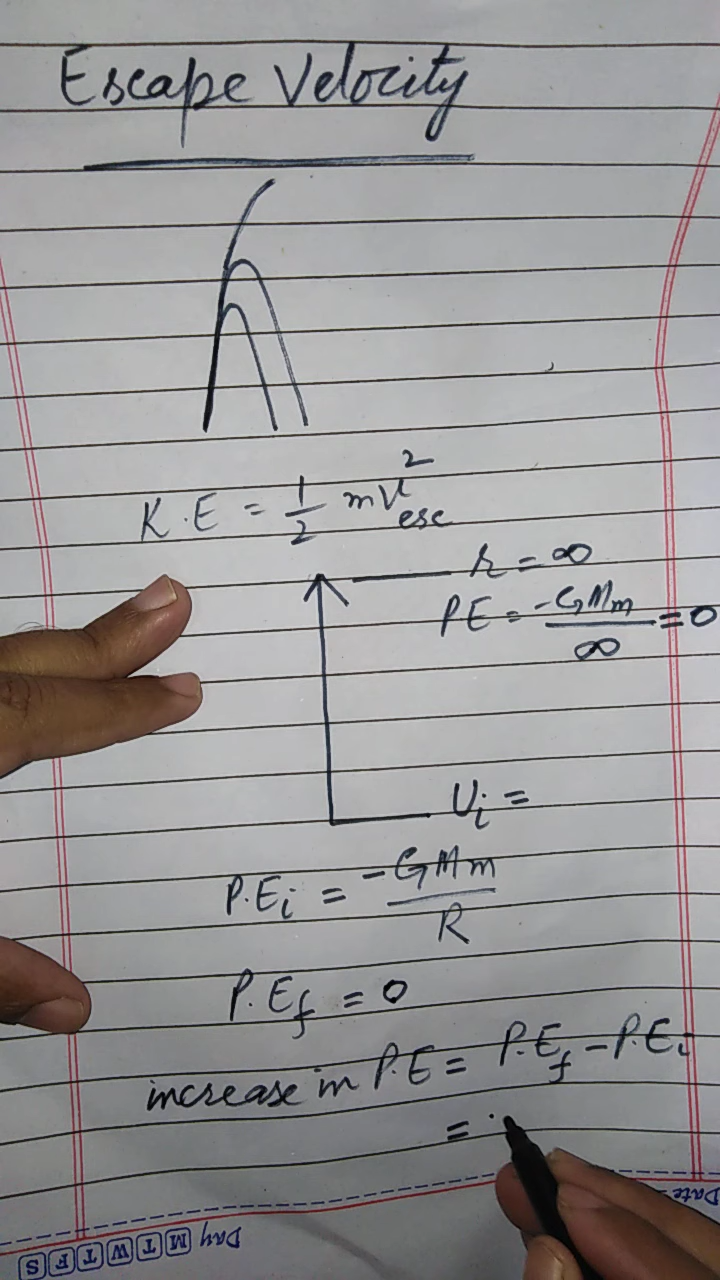 Escape Velocity
K.E = 1/2 mV²esc
r = ∞
PE = -GMm/∞ = 0
Ui =
P.Ei = -GMm/R
P.Ef = 0
increase in P.E = P.Ef - P.Ei
= .
Date
Day M T W T F S